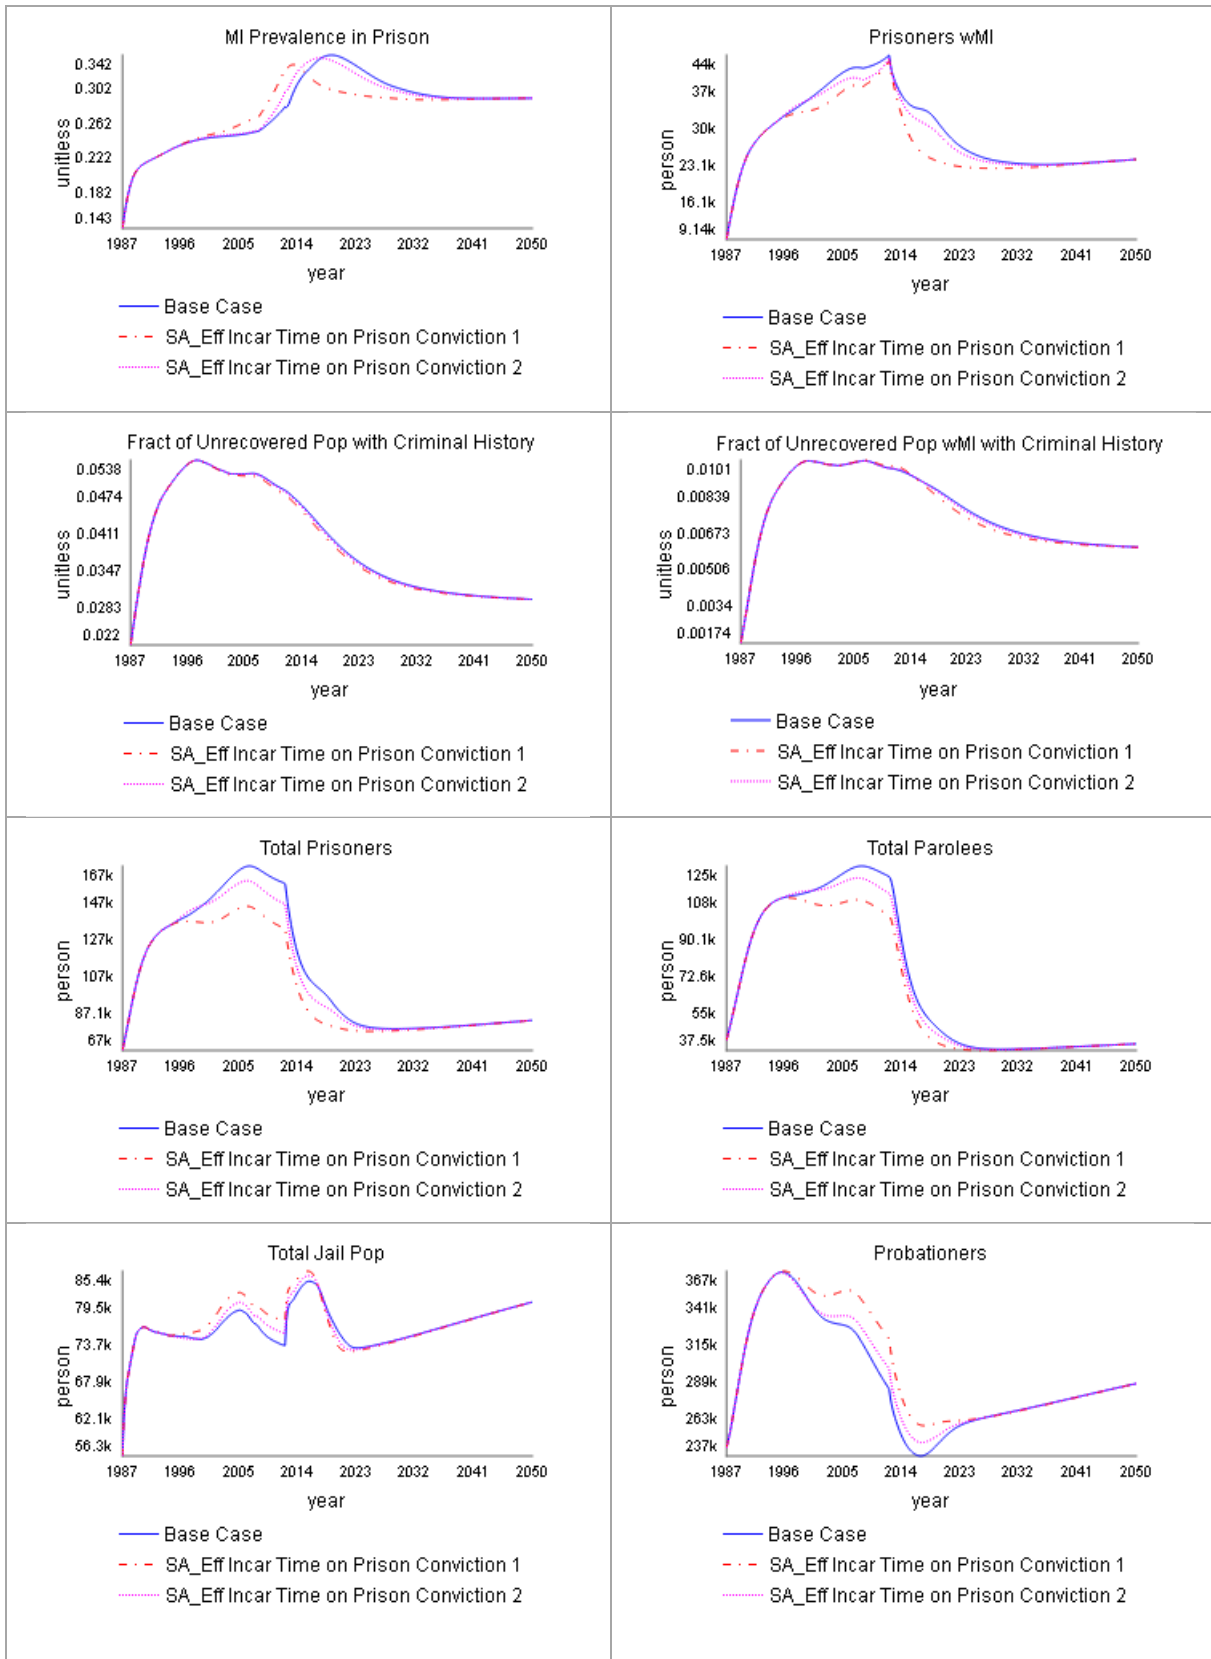 MI Prevalence in Prison
0.342
0.302
0.262
0.222
0.182
0.143
unitless
1987 1996 2005 2014 2023 2032 2041 2050
year
Base Case
SA_Eff Incar Time on Prison Conviction 1
SA_Eff Incar Time on Prison Conviction 2
Prisoners wMI
44k
37k
30k
23.1k
16.1k
9.14k
person
1987 1996 2005 2014 2023 2032 2041 2050
year
Base Case
SA_Eff Incar Time on Prison Conviction 1
SA_Eff Incar Time on Prison Conviction 2
Fract of Unrecovered Pop with Criminal History
0.0538
0.0474
0.0411
0.0347
0.0283
0.022
unitless
1987 1996 2005 2014 2023 2032 2041 2050
year
Base Case
SA_Eff Incar Time on Prison Conviction 1
SA_Eff Incar Time on Prison Conviction 2
Fract of Unrecovered Pop wMI with Criminal History
0.0101
0.00839
0.00673
0.00506
0.0034
0.00174
unitless
1987 1996 2005 2014 2023 2032 2041 2050
year
Base Case
SA_Eff Incar Time on Prison Conviction 1
SA_Eff Incar Time on Prison Conviction 2
Total Prisoners
167k
147k
127k
107k
87.1k
67k
person
1987 1996 2005 2014 2023 2032 2041 2050
year
Base Case
SA_Eff Incar Time on Prison Conviction 1
SA_Eff Incar Time on Prison Conviction 2
Total Parolees
125k
108k
90.1k
72.6k
55k
37.5k
person
1987 1996 2005 2014 2023 2032 2041 2050
year
Base Case
SA_Eff Incar Time on Prison Conviction 1
SA_Eff Incar Time on Prison Conviction 2
Total Jail Pop
85.4k
79.5k
73.7k
67.9k
62.1k
56.3k
person
1987 1996 2005 2014 2023 2032 2041 2050
year
Base Case
SA_Eff Incar Time on Prison Conviction 1
SA_Eff Incar Time on Prison Conviction 2
Probationers
367k
341k
315k
289k
263k
237k
person
1987 1996 2005 2014 2023 2032 2041 2050
year
Base Case
SA_Eff Incar Time on Prison Conviction 1
SA_Eff Incar Time on Prison Conviction 2